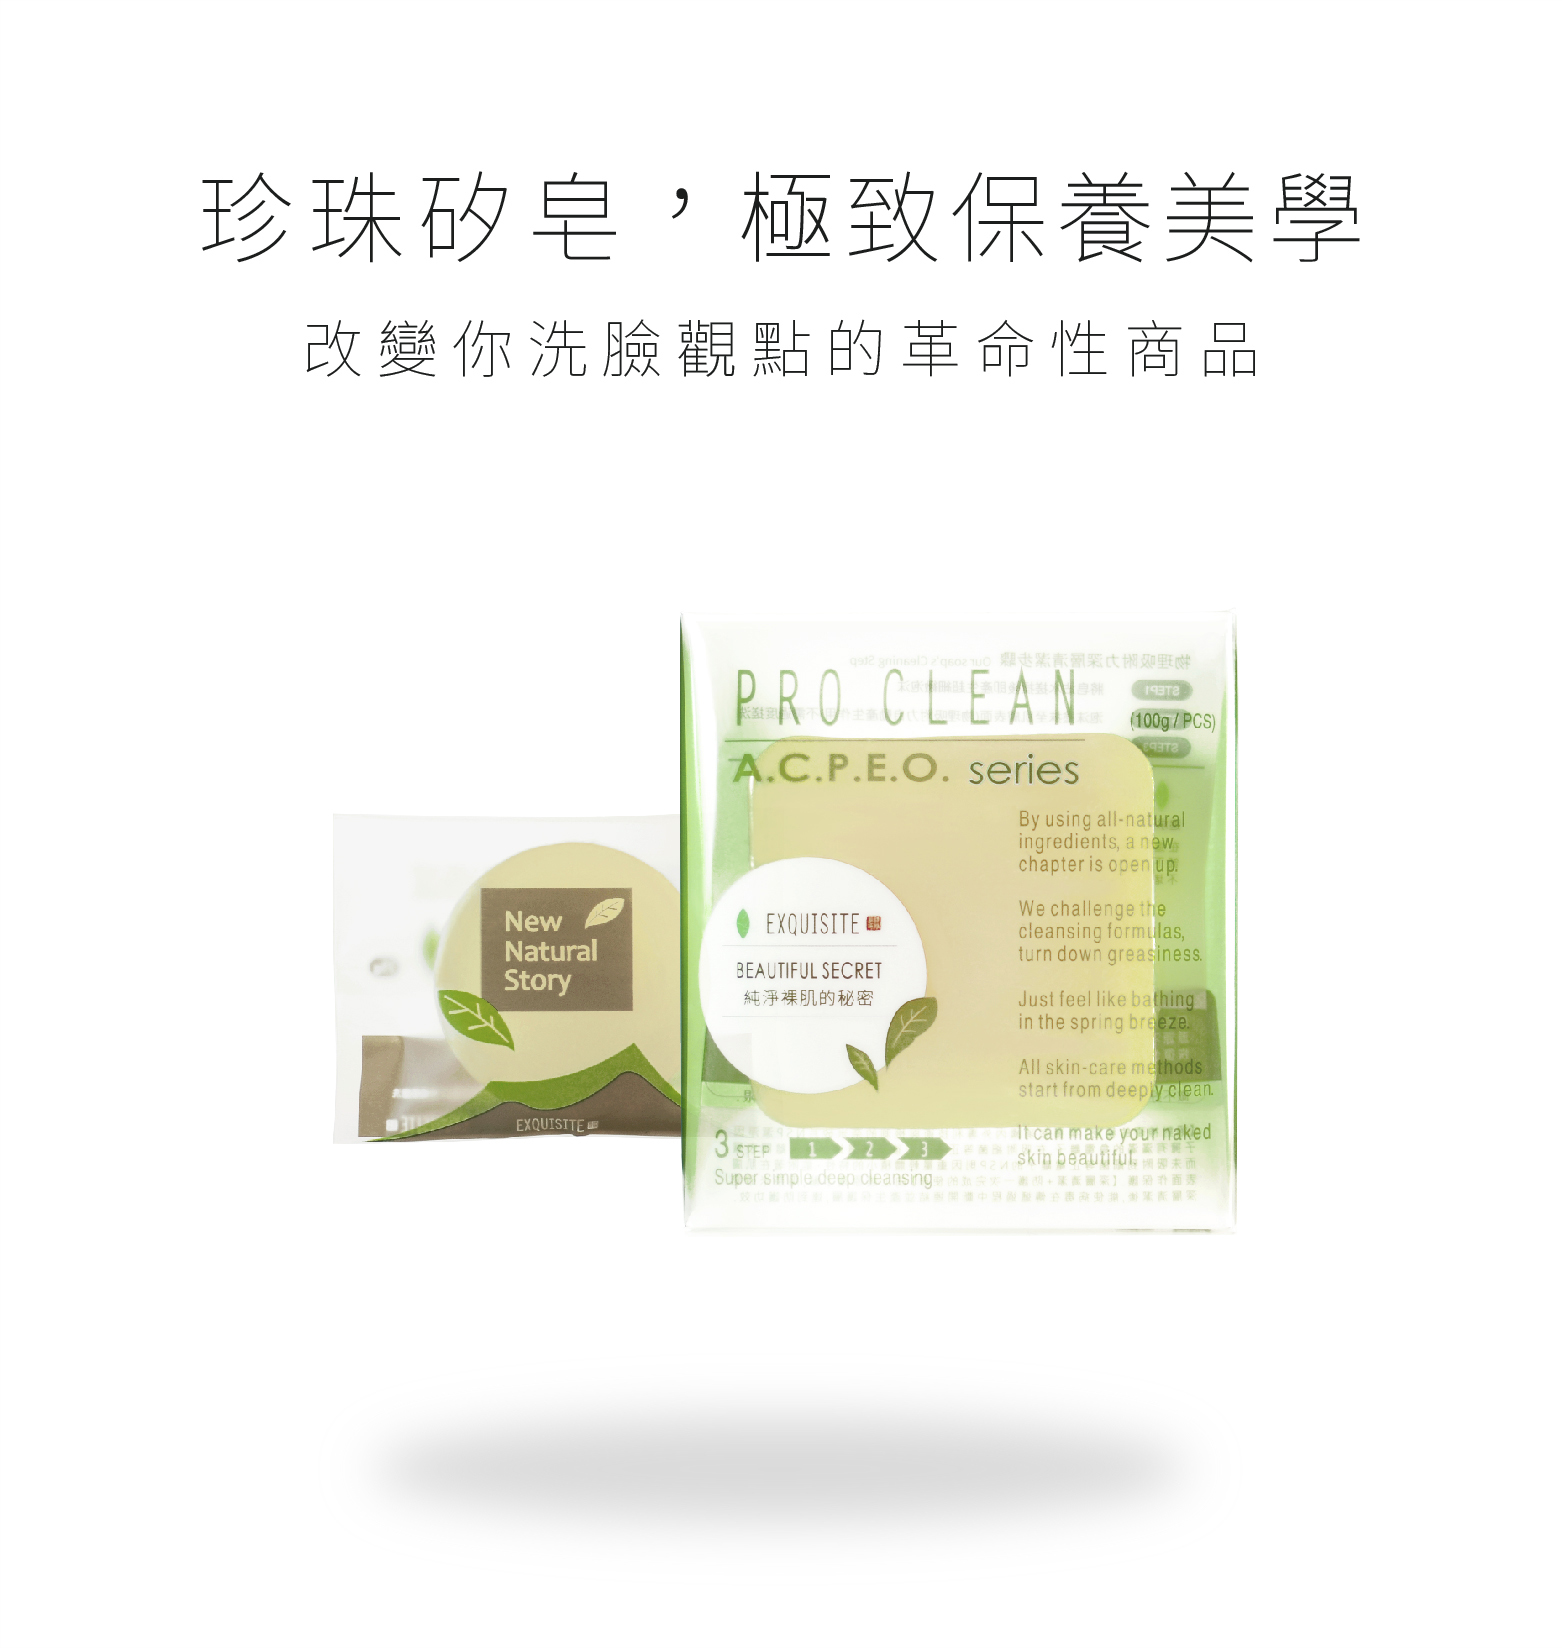 珍珠矽皂，極致保養美學
改變你洗臉觀點的革命性商品
New
Natural
Story
EXQUISITE
PRO CLEAN
(100g / PCS)
A.C.P.E.O. series
By using all-natural
ingredients, a new
chapter is open up.
We challenge the
cleansing formulas,
turn down greasiness.
Just feel like bathing
in the spring breeze.
All skin-care methods
start from deeply clean.
It can make your naked
skin beautiful.
EXQUISITE
BEAUTIFUL SECRET
純淨裸肌的秘密
3 STEP 1 2 3
Super simple deep cleansing
物理吸附力深層清潔步驟 Our soap's Cleaning Step
STEP1
STEP3